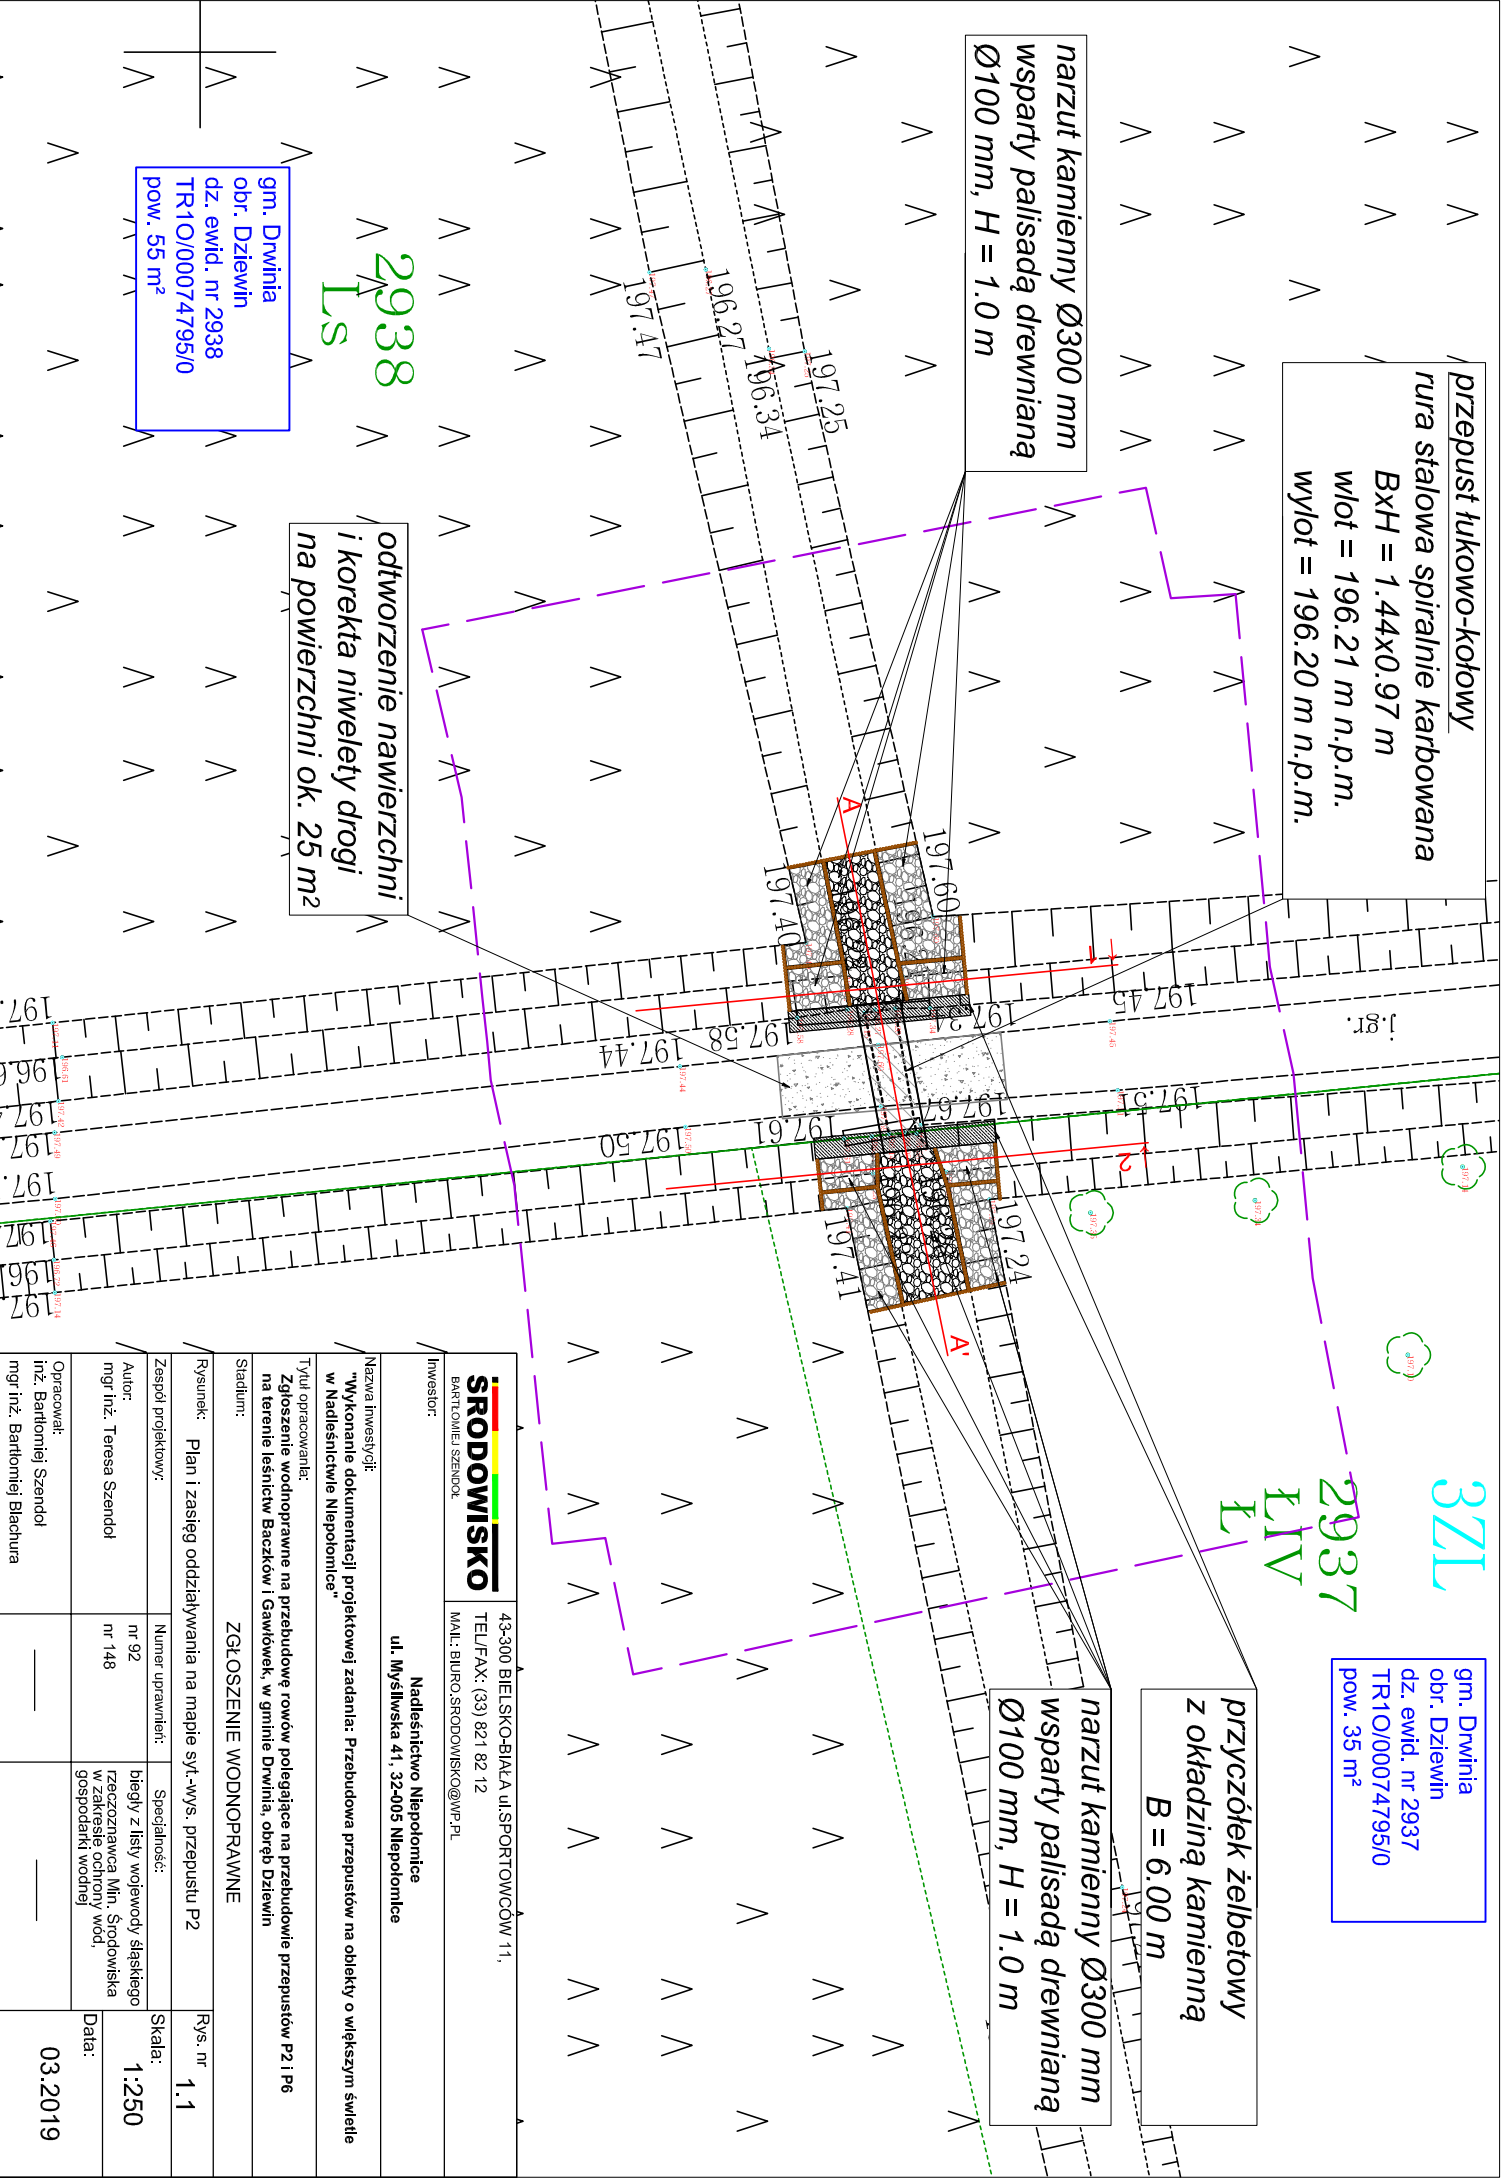 przepust łukowo-kołowy
rura stalowa spiralnie karbowana
BxH = 1.44x0.97 m
wlot = 196.21 m n.p.m.
wylot = 196.20 m n.p.m.
narzut kamienny Ø300 mm
wsparty palisadą drewnianą
Ø100 mm, H = 1.0 m
gm. Drwinia
obr. Dziewin
dz. ewid. nr 2938
TR1O/00074795/0
pow. 55 m²
2938
Ls
odtworzenie nawierzchni
i korekta niwelety drogi
na powierzchni ok. 25 m²
197.25
196.34
196.27
197.47
197.60
197.40
A
1
197.45
j.gr.
197.34
197.58
197.44
197.51
197.67
197.61
197.50
2
197.24
197.41
A'
3ZL
2937
ŁIV
Ł
gm. Drwinia
obr. Dziewin
dz. ewid. nr 2937
TR1O/00074795/0
pow. 35 m²
przyczółek żelbetowy
z okładziną kamienną
B = 6.00 m
narzut kamienny Ø300 mm
wsparty palisadą drewnianą
Ø100 mm, H = 1.0 m
ŚRODOWISKO
BARTŁOMIEJ SZENDOŁ
43-300 BIELSKO-BIAŁA ul.SPORTOWCÓW 11,
TEL/FAX: (33) 821 82 12
MAIL: BIURO.SRODOWISKO@WP.PL
Inwestor:
Nadleśnictwo Niepołomice
ul. Myśliwska 41, 32-005 Niepołomice
Nazwa inwestycji:
"Wykonanie dokumentacji projektowej zadania: Przebudowa przepustów na obiekty o większym świetle
w Nadleśnictwie Niepołomice"
Tytuł opracowania:
Zgłoszenie wodnoprawne na przebudowę rowów polegające na przebudowie przepustów P2 i P6
na terenie leśnictw Baczków i Gawłówek, w gminie Drwinia, obręb Dziewin
Stadium:
ZGŁOSZENIE WODNOPRAWNE
Rysunek:
Plan i zasięg oddziaływania na mapie syt.-wys. przepustu P2
Rys. nr
1.1
Zespół projektowy:
Numer uprawnień:
Specjalność:
Skala:
1:250
Autor:
mgr inż. Teresa Szendoł
nr 92
nr 148
biegły z listy wojewody śląskiego
rzeczoznawca Min. Środowiska
w zakresie ochrony wód,
gospodarki wodnej
Data:
03.2019
Opracował:
inż. Bartłomiej Szendoł
mgr inż. Bartłomiej Blachura